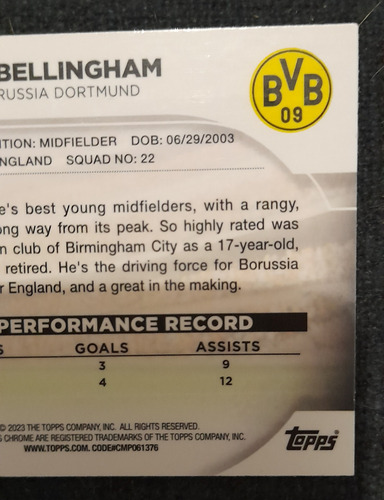 BELLINGHAM
RUSSIA DORTMUND
BVB
09
ITION: MIDFIELDER DOB: 06/29/2003
NGLAND SQUAD NO: 22
e's best young midfielders, with a rangy,
ong way from its peak. So highly rated was
n club of Birmingham City as a 17-year-old,
retired. He's the driving force for Borussia
r England, and a great in the making.
PERFORMANCE RECORD
S GOALS ASSISTS
3 9
4 12
© 2023 THE TOPPS COMPANY, INC. ALL RIGHTS RESERVED.
S CHROME ARE REGISTERED TRADEMARKS OF THE TOPPS COMPANY, INC.
WWW.TOPPS.COM. CODE#CMP061376
Topps